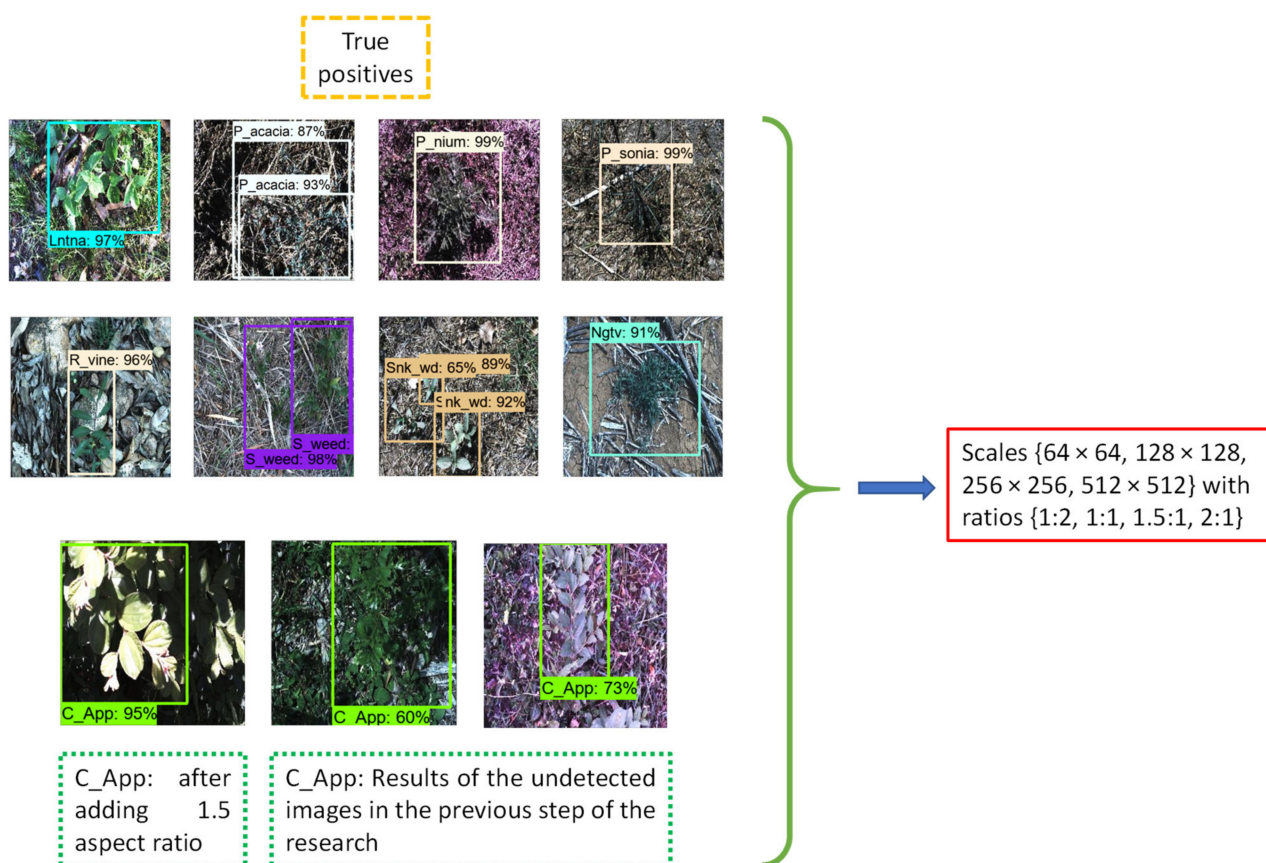 True
positives
Lntna: 97%
P_acacia: 87%
P_acacia: 93%
P_nium: 99%
P_sonia: 99%
R_vine: 96%
S_weed:
S_weed: 98%
Snk_wd: 65%
89%
Snk_wd: 92%
Ngtv: 91%
C_App: 95%
C_App: 60%
C_App: 73%
C_App: after
adding 1.5
aspect ratio
C_App: Results of the undetected
images in the previous step of the
research
Scales {64 × 64, 128 × 128,
256 × 256, 512 × 512} with
ratios {1:2, 1:1, 1.5:1, 2:1}